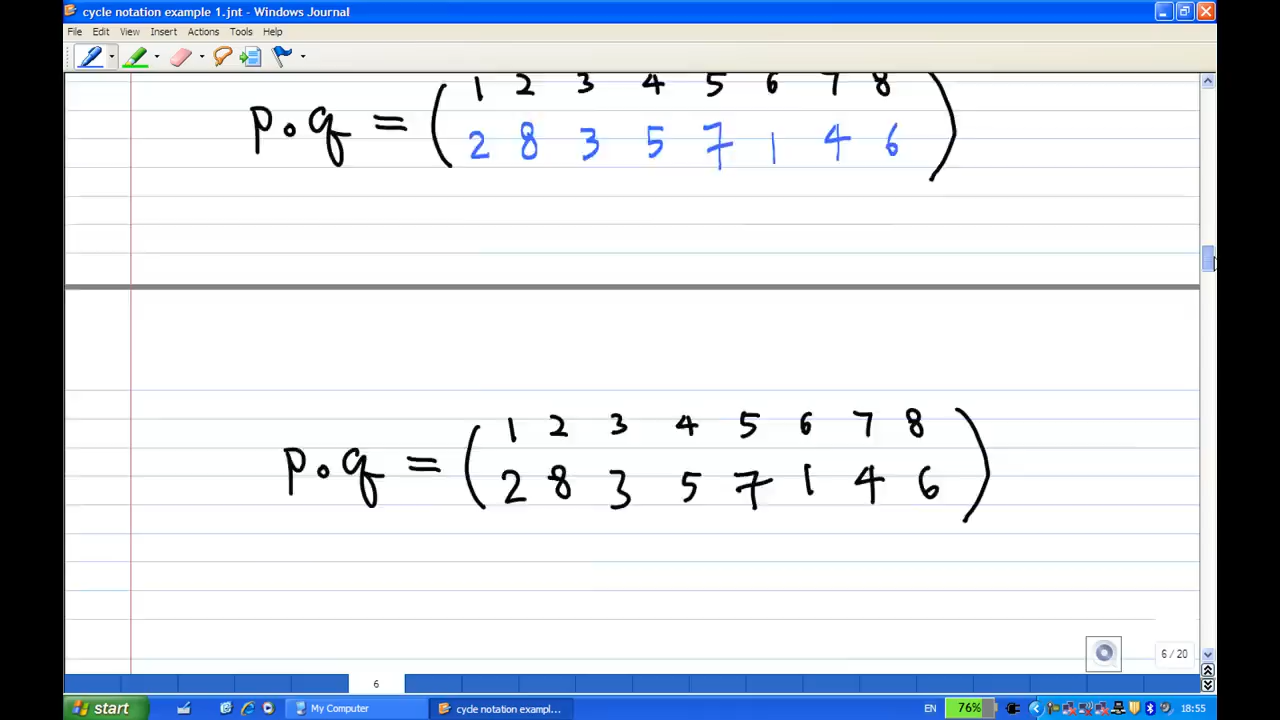 cycle notation example 1.jnt - Windows Journal
File Edit View Insert Actions Tools Help
1 2 3 4 5 6 7 8
p∘q = ( 2 8 3 5 7 1 4 6 )
1 2 3 4 5 6 7 8
p∘q = ( 2 8 3 5 7 1 4 6 )
6 / 20
6
start My Computer cycle notation exampl... EN 76% 18:55